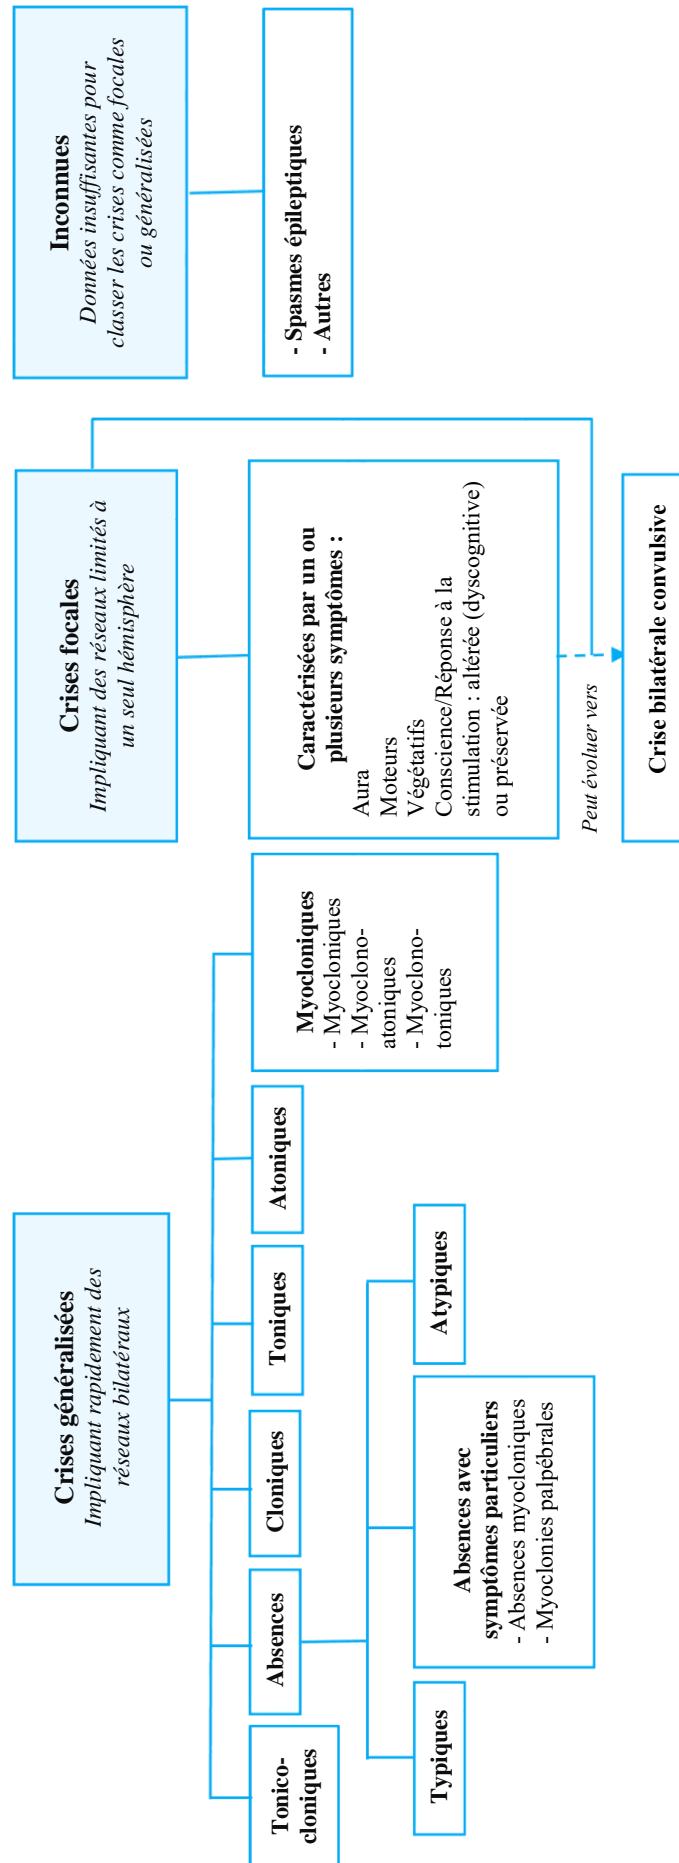 Crises généralisées
Impliquant rapidement des
réseaux bilatéraux
Tonico-
cloniques
Absences
Cloniques
Toniques
Atoniques
Myocloniques
- Myocloniques
- Myoclono-
atoniques
- Myoclono-
toniques
Typiques
Absences avec
symptômes particuliers
- Absences myocloniques
- Myoclonies palpébrales
Atypiques
Crises focales
Impliquant des réseaux limités à
un seul hémisphère
Caractérisées par un ou
plusieurs symptômes :
Aura
Moteurs
Végétatifs
Conscience/Réponse à la
stimulation : altérée (dyscognitive)
ou préservée
Peut évoluer vers
Crise bilatérale convulsive
Inconnues
Données insuffisantes pour
classer les crises comme focales
ou généralisées
- Spasmes épileptiques
- Autres